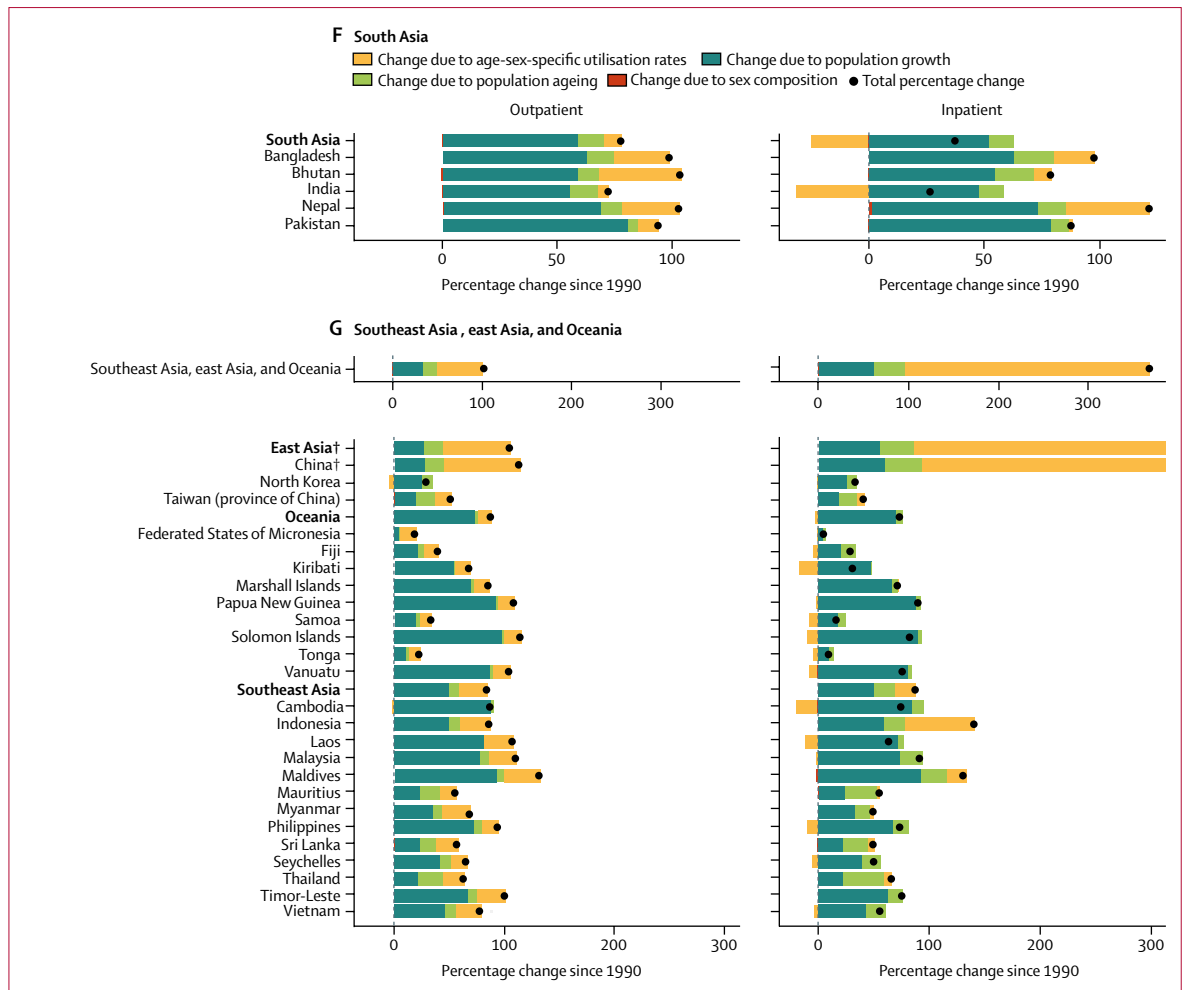 F South Asia
Change due to age-sex-specific utilisation rates Change due to population growth
Change due to population ageing Change due to sex composition Total percentage change
Outpatient Inpatient
South Asia
Bangladesh
Bhutan
India
Nepal
Pakistan
0 50 100 0 50 100
Percentage change since 1990 Percentage change since 1990
G Southeast Asia , east Asia, and Oceania
Southeast Asia, east Asia, and Oceania
0 100 200 300 0 100 200 300
East Asia†
China†
North Korea
Taiwan (province of China)
Oceania
Federated States of Micronesia
Fiji
Kiribati
Marshall Islands
Papua New Guinea
Samoa
Solomon Islands
Tonga
Vanuatu
Southeast Asia
Cambodia
Indonesia
Laos
Malaysia
Maldives
Mauritius
Myanmar
Philippines
Sri Lanka
Seychelles
Thailand
Timor-Leste
Vietnam
0 100 200 300 0 100 200 300
Percentage change since 1990 Percentage change since 1990